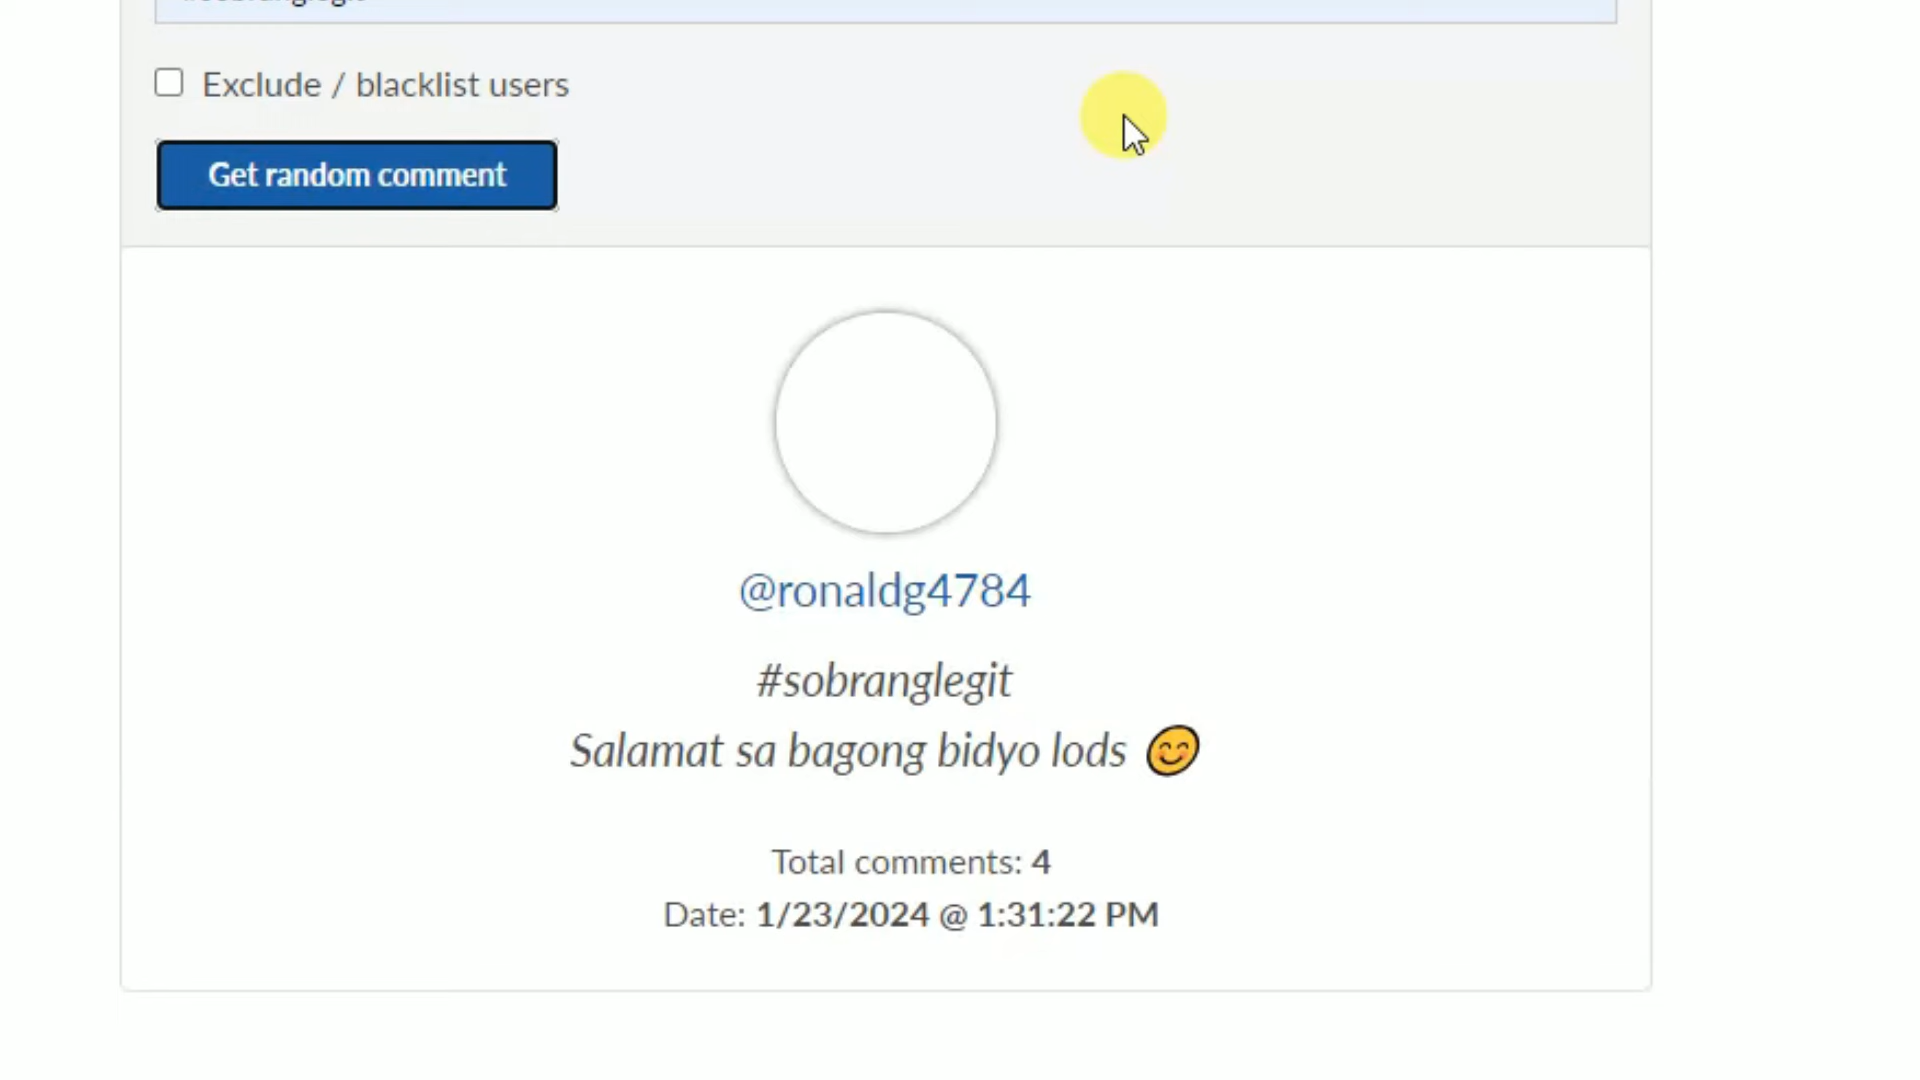 #sobranglegit
Exclude / blacklist users
Get random comment
@ronaldg4784
#sobranglegit
Salamat sa bagong bidyo lods 😊
Total comments: 4
Date: 1/23/2024 @ 1:31:22 PM